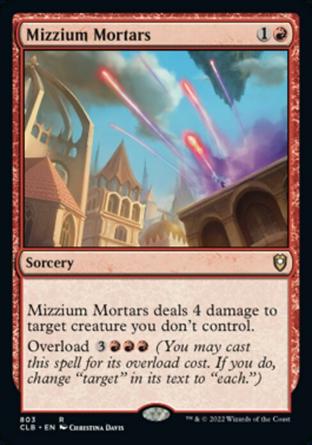 Mizzium Mortars 1
Sorcery
Mizzium Mortars deals 4 damage to
target creature you don't control.
Overload 3 (You may cast
this spell for its overload cost. If you do,
change "target" in its text to "each.")
803 R
CLB • EN Christina Davis
™ & © 2022 Wizards of the Coast